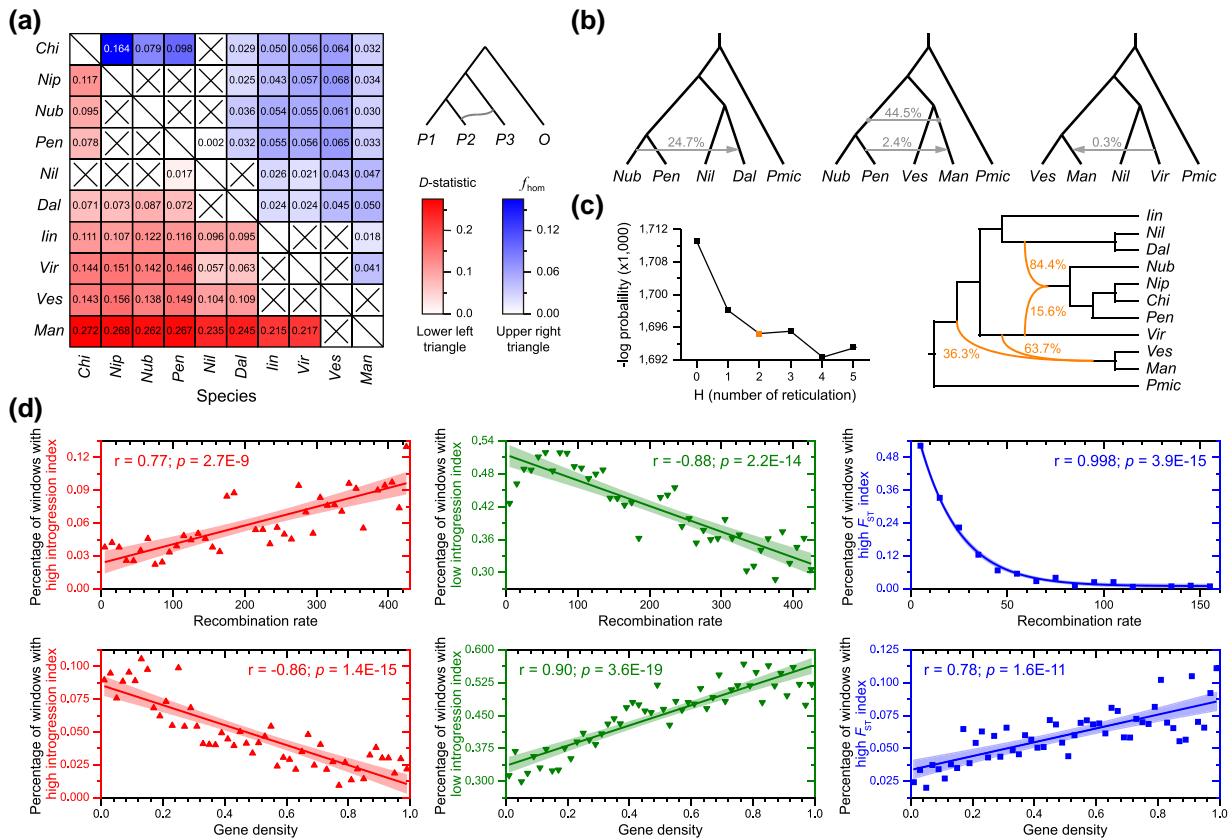 (a)
Chi 0.164 0.079 0.098 0.029 0.050 0.056 0.064 0.032
Nip 0.117 0.025 0.043 0.057 0.068 0.034
Nub 0.095 0.036 0.054 0.055 0.061 0.030
Pen 0.078 0.002 0.032 0.055 0.056 0.065 0.033
Nil 0.017 0.026 0.021 0.043 0.047
Dal 0.071 0.073 0.087 0.072 0.024 0.024 0.045 0.050
Iin 0.111 0.107 0.122 0.116 0.096 0.095 0.018
Vir 0.144 0.151 0.142 0.146 0.057 0.063 0.041
Ves 0.143 0.156 0.138 0.149 0.104 0.109
Man 0.272 0.268 0.262 0.267 0.235 0.245 0.215 0.217
Chi Nip Nub Pen Nil Dal Iin Vir Ves Man
Species
P1 P2 P3 O
D-statistic
0.2
0.1
0.0
Lower left
triangle
fhom
0.12
0.06
0.00
Upper right
triangle
(b)
24.7%
Nub Pen Nil Dal Pmic
44.5%
2.4%
Nub Pen Ves Man Pmic
0.3%
Ves Man Nil Vir Pmic
(c)
-log probability (x1,000)
1,712
1,708
1,700
1,696
1,692
0 1 2 3 4 5
H (number of reticulation)
84.4%
15.6%
36.3%
63.7%
Iin
Nil
Dal
Nub
Nip
Chi
Pen
Vir
Ves
Man
Pmic
(d)
Percentage of windows with
high introgression index
0.12
0.09
0.06
0.03
0.00
r = 0.77; p = 2.7E-9
0 100 200 300 400
Recombination rate
Percentage of windows with
low introgression index
0.54
0.48
0.42
0.36
0.30
r = -0.88; p = 2.2E-14
0 100 200 300 400
Recombination rate
Percentage of windows with
high FST index
0.48
0.36
0.24
0.12
0.00
r = 0.998; p = 3.9E-15
0 50 100 150
Recombination rate
Percentage of windows with
high introgression index
0.100
0.075
0.050
0.025
0.000
r = -0.86; p = 1.4E-15
0.0 0.2 0.4 0.6 0.8 1.0
Gene density
Percentage of windows with
low introgression index
0.600
0.525
0.450
0.375
0.300
r = 0.90; p = 3.6E-19
0.0 0.2 0.4 0.6 0.8 1.0
Gene density
Percentage of windows with
high FST index
0.125
0.100
0.075
0.050
0.025
r = 0.78; p = 1.6E-11
0.0 0.2 0.4 0.6 0.8 1.0
Gene density